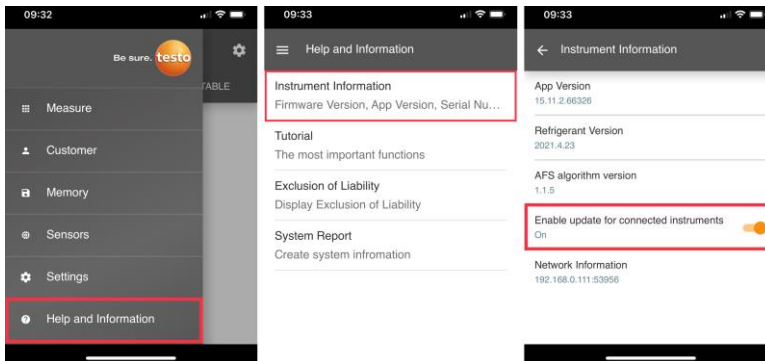 09:32
Be sure. testo
TABLE
Measure
Customer
Memory
Sensors
Settings
Help and Information
09:33
Help and Information
Instrument Information
Firmware Version, App Version, Serial Nu...
Tutorial
The most important functions
Exclusion of Liability
Display Exclusion of Liability
System Report
Create system infromation
09:33
Instrument Information
App Version
15.11.2.66326
Refrigerant Version
2021.4.23
AFS algorithm version
1.1.5
Enable update for connected instruments
On
Network Information
192.168.0.111:53956